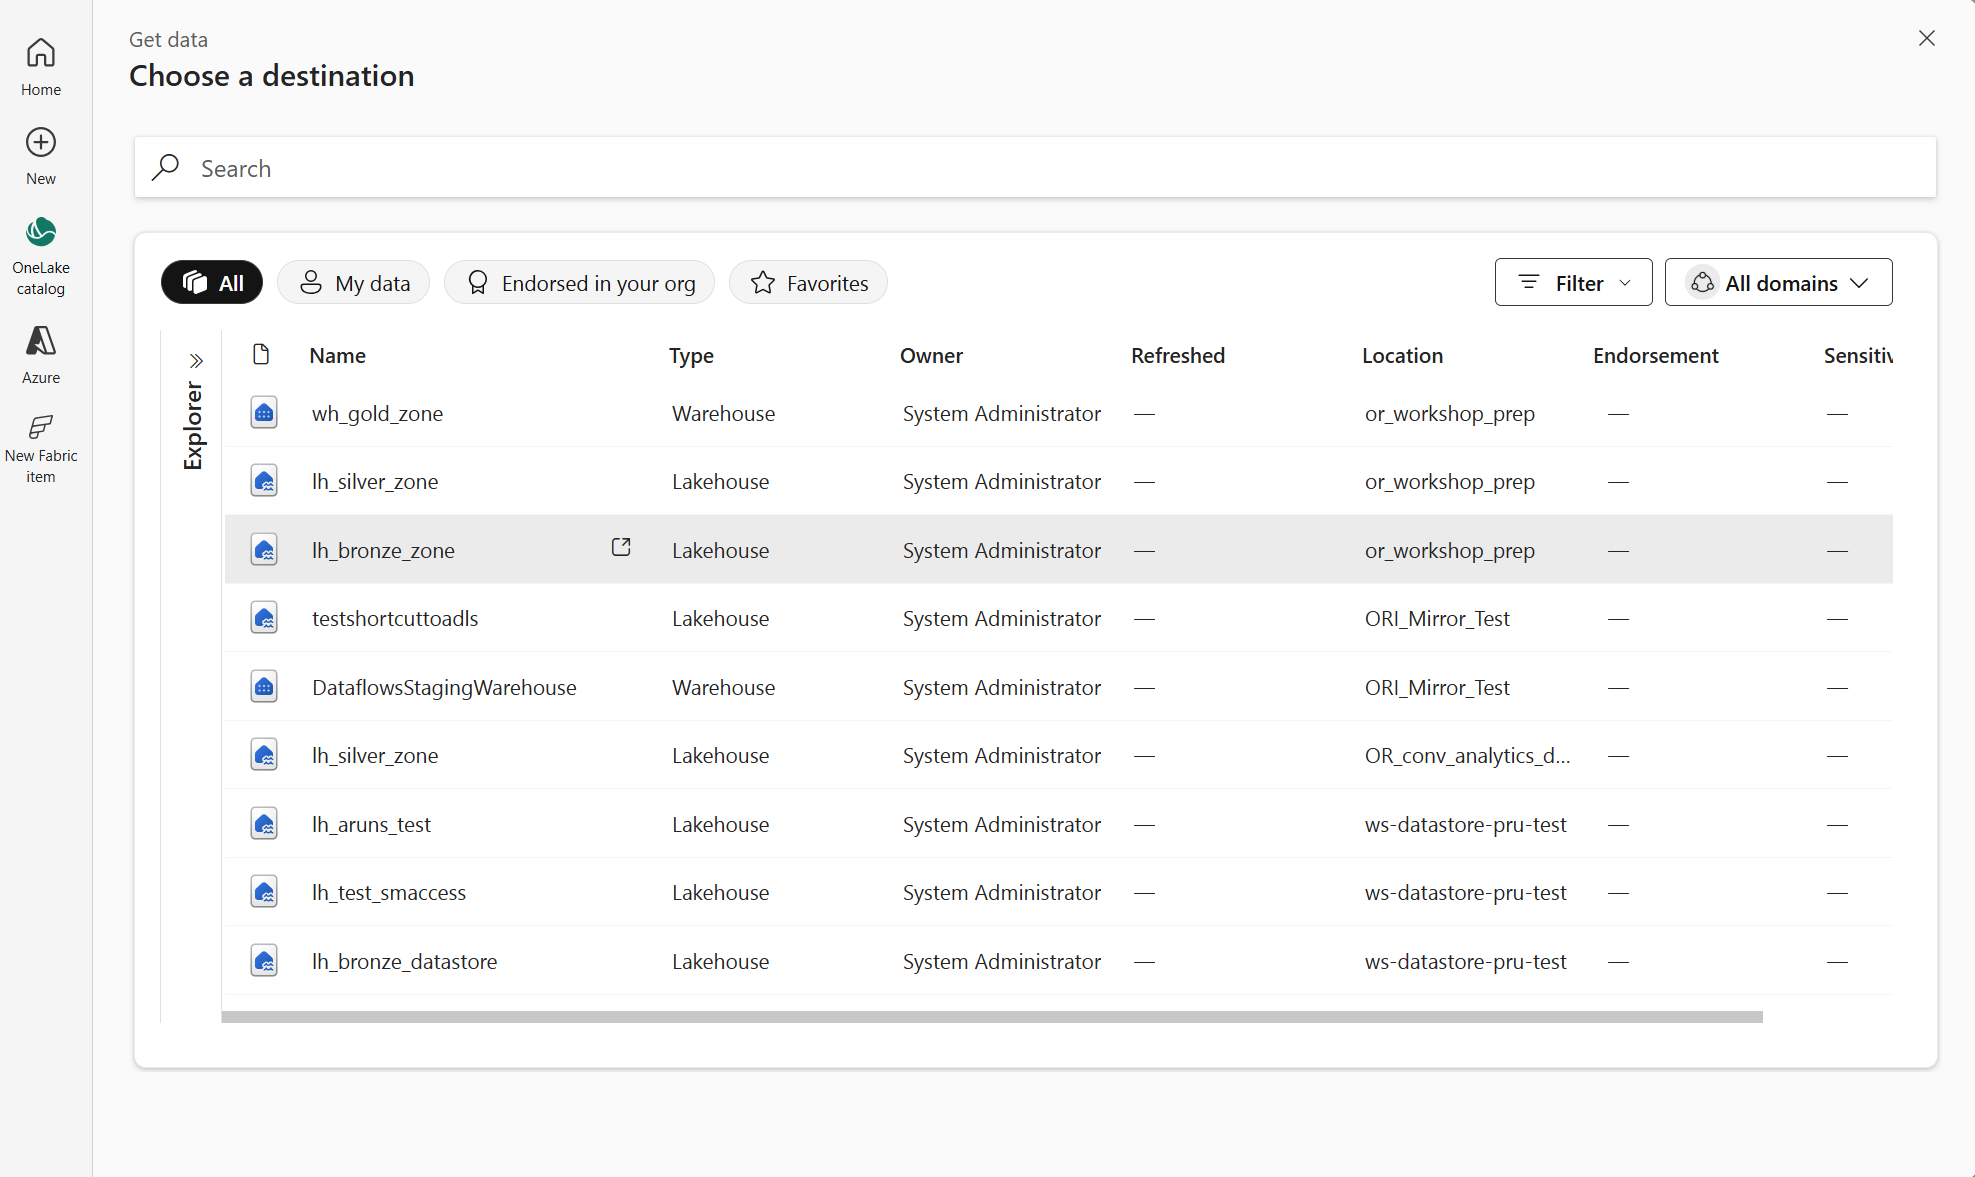 Home
New
OneLake
catalog
Azure
New Fabric
item
Get data
Choose a destination
Search
All
My data
Endorsed in your org
Favorites
Filter
All domains
Explorer
Name Type Owner Refreshed Location Endorsement Sensitiv
wh_gold_zone Warehouse System Administrator — or_workshop_prep — —
lh_silver_zone Lakehouse System Administrator — or_workshop_prep — —
lh_bronze_zone Lakehouse System Administrator — or_workshop_prep — —
testshortcuttoadls Lakehouse System Administrator — ORI_Mirror_Test — —
DataflowsStagingWarehouse Warehouse System Administrator — ORI_Mirror_Test — —
lh_silver_zone Lakehouse System Administrator — OR_conv_analytics_d... — —
lh_aruns_test Lakehouse System Administrator — ws-datastore-pru-test — —
lh_test_smaccess Lakehouse System Administrator — ws-datastore-pru-test — —
lh_bronze_datastore Lakehouse System Administrator — ws-datastore-pru-test — —